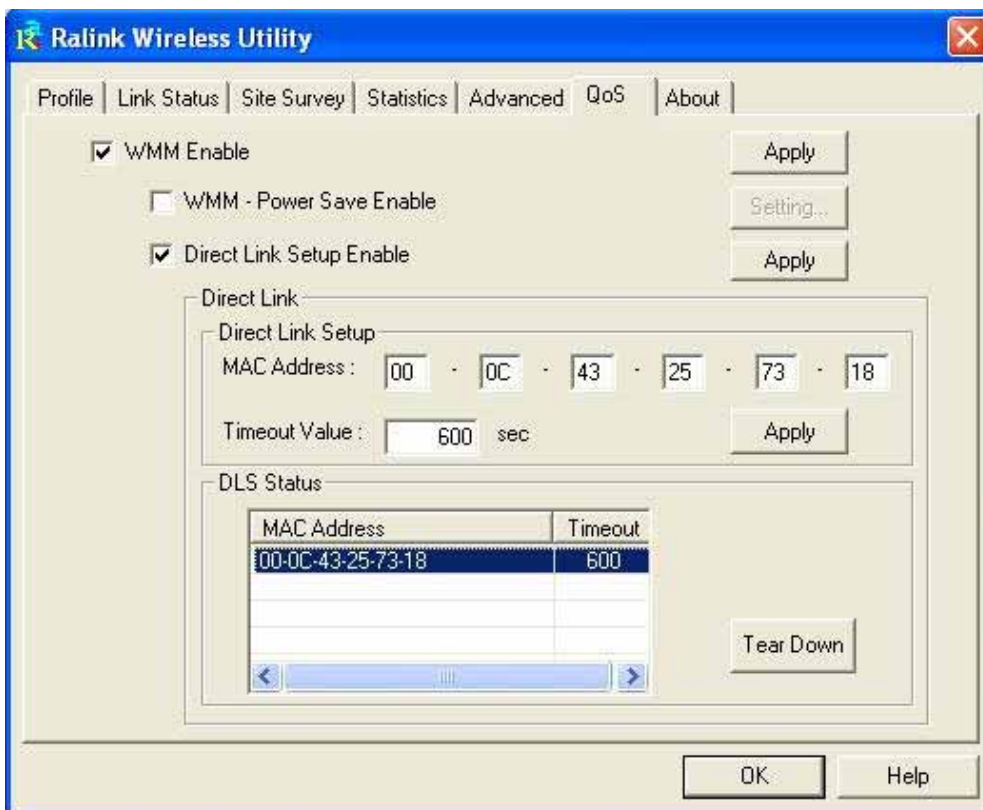 Ralink Wireless Utility
Profile Link Status Site Survey Statistics Advanced QoS About
WMM Enable Apply
WMM - Power Save Enable Setting...
Direct Link Setup Enable Apply
Direct Link
Direct Link Setup
MAC Address : 00 - 0C - 43 - 25 - 73 - 18
Timeout Value : 600 sec Apply
DLS Status
MAC Address Timeout
00-0C-43-25-73-18 600
Tear Down
OK Help